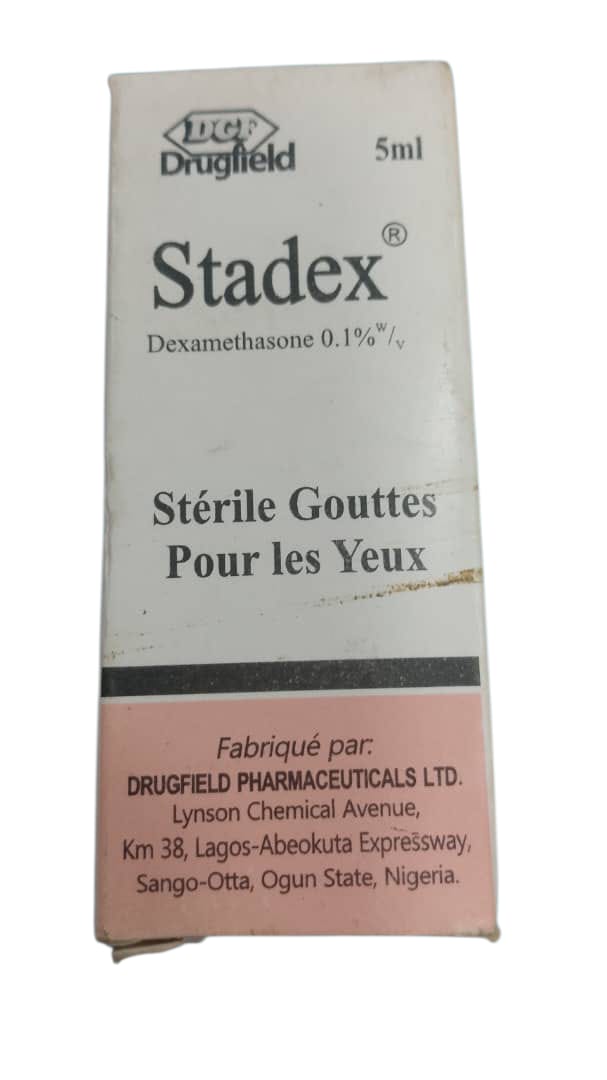 DGF
Drugfield
5ml
Stadex®
Dexamethasone 0.1%w/v
Stérile Gouttes
Pour les Yeux
Fabriqué par:
DRUGFIELD PHARMACEUTICALS LTD.
Lynson Chemical Avenue,
Km 38, Lagos-Abeokuta Expressway,
Sango-Otta, Ogun State, Nigeria.